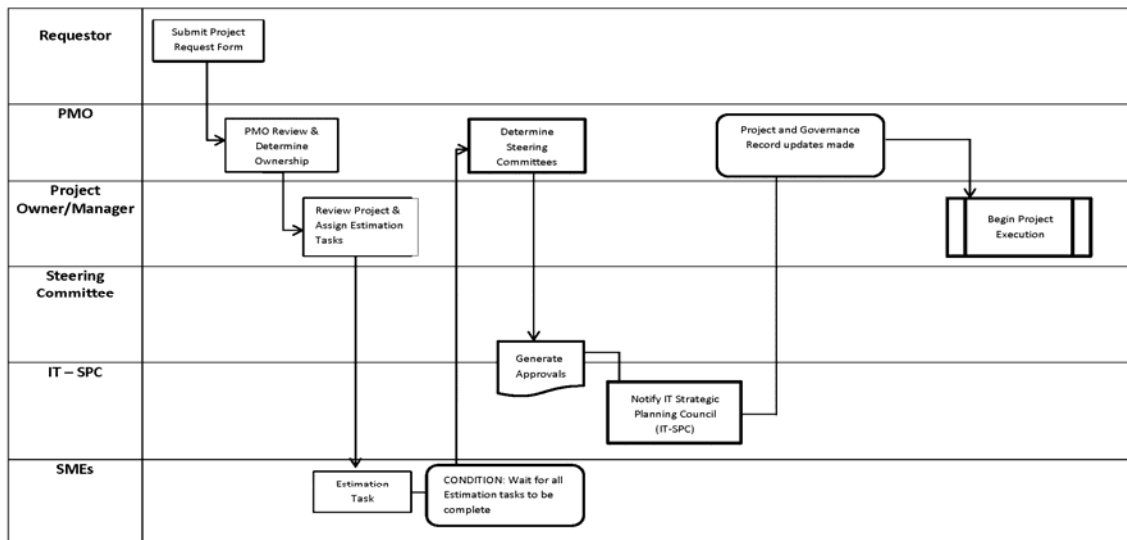 Requestor
Submit Project
Request Form
PMO
PMO Review &
Determine
Ownership
Determine
Steering
Committees
Project and Governance
Record updates made
Project
Owner/Manager
Review Project &
Assign Estimation
Tasks
Begin Project
Execution
Steering
Committee
Generate
Approvals
IT – SPC
Notify IT Strategic
Planning Council
(IT-SPC)
SMEs
Estimation
Task
CONDITION: Wait for all
Estimation tasks to be
complete